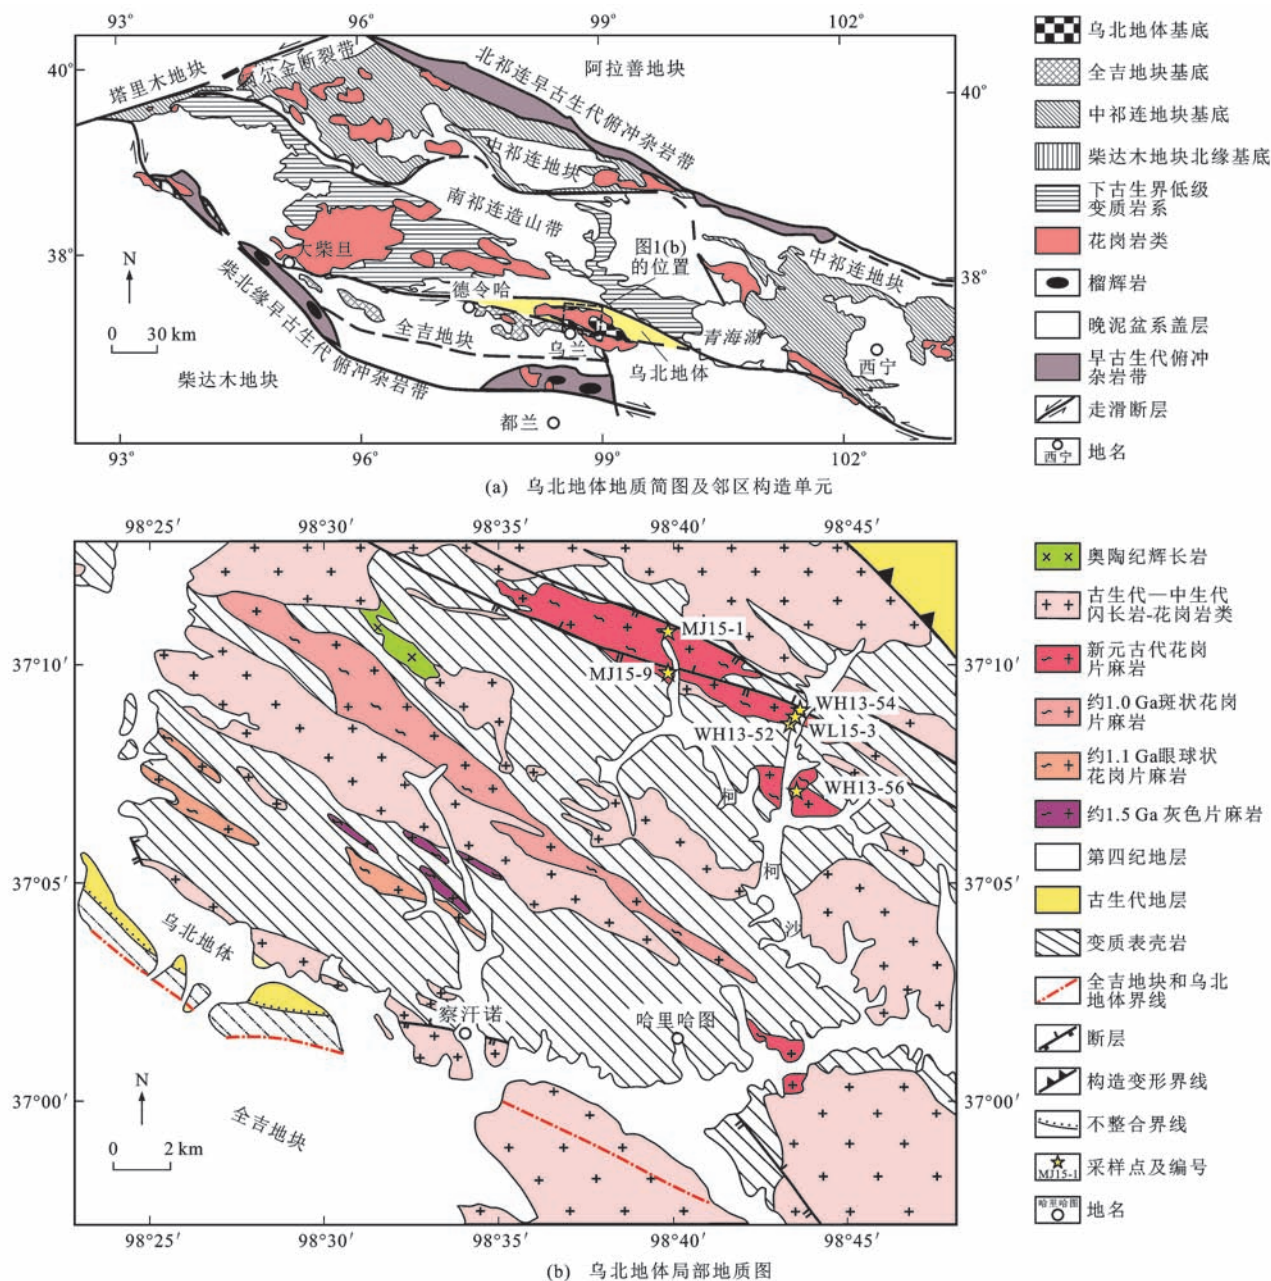 93°
96°
99°
102°
40°
40°
38°
38°
塔里木地块
阿尔金断裂带
北祁连早古生代俯冲杂岩带
阿拉善地块
中祁连地块
南祁连造山带
图1(b)
的位置
中祁连地块
大柴旦
德令哈
全吉地块
乌兰
乌北地体
青海湖
西宁
柴北缘早古生代俯冲杂岩带
柴达木地块
都兰
N
0 30 km
93°
96°
99°
102°
(a) 乌北地体地质简图及邻区构造单元
乌北地体基底
全吉地块基底
中祁连地块基底
柴达木地块北缘基底
下古生界低级
变质岩系
花岗岩类
榴辉岩
晚泥盆系盖层
早古生代俯冲
杂岩带
走滑断层
西宁
地名
98°25′
98°30′
98°35′
98°40′
98°45′
37°10′
37°10′
37°05′
37°05′
37°00′
37°00′
MJ15-1
MJ15-9
WH13-54
WH13-52
WL15-3
WH13-56
柯
柯
沙
乌北地体
察汗诺
哈里哈图
全吉地块
N
0 2 km
98°25′
98°30′
98°35′
98°40′
98°45′
(b) 乌北地体局部地质图
奥陶纪辉长岩
古生代—中生代
闪长岩-花岗岩类
新元古代花岗
片麻岩
约1.0 Ga斑状花岗
片麻岩
约1.1 Ga眼球状
花岗片麻岩
约1.5 Ga 灰色片麻岩
第四纪地层
古生代地层
变质表壳岩
全吉地块和乌北
地体界线
断层
构造变形界线
不整合界线
MJ15-1
采样点及编号
哈里哈图
地名